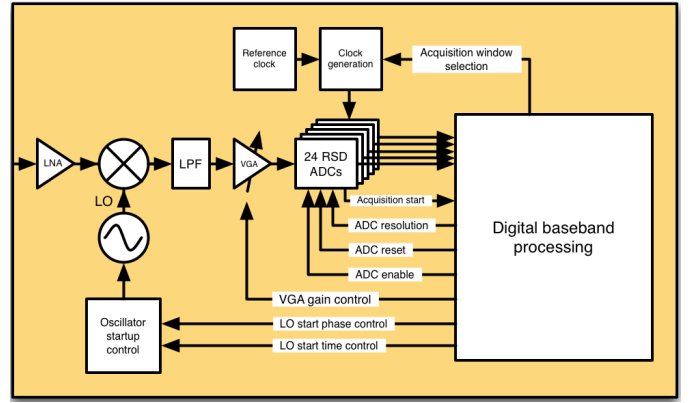 Reference
clock
Clock
generation
Acquisition window
selection
LNA
LPF
VGA
24 RSD
ADCs
LO
Acquisition start
ADC resolution
ADC reset
ADC enable
VGA gain control
LO start phase control
LO start time control
Oscillator
startup
control
Digital baseband
processing